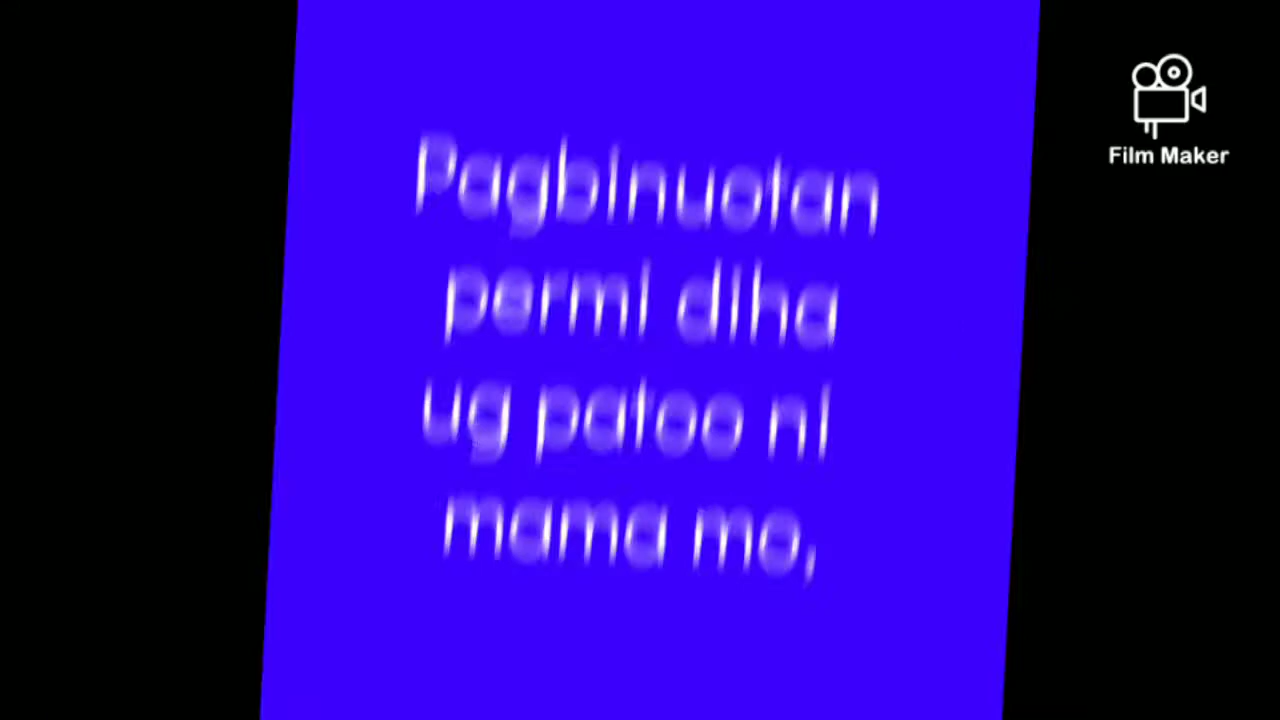 Pagbinuotan
permi diha
ug patoo ni
mama mo,
Film Maker